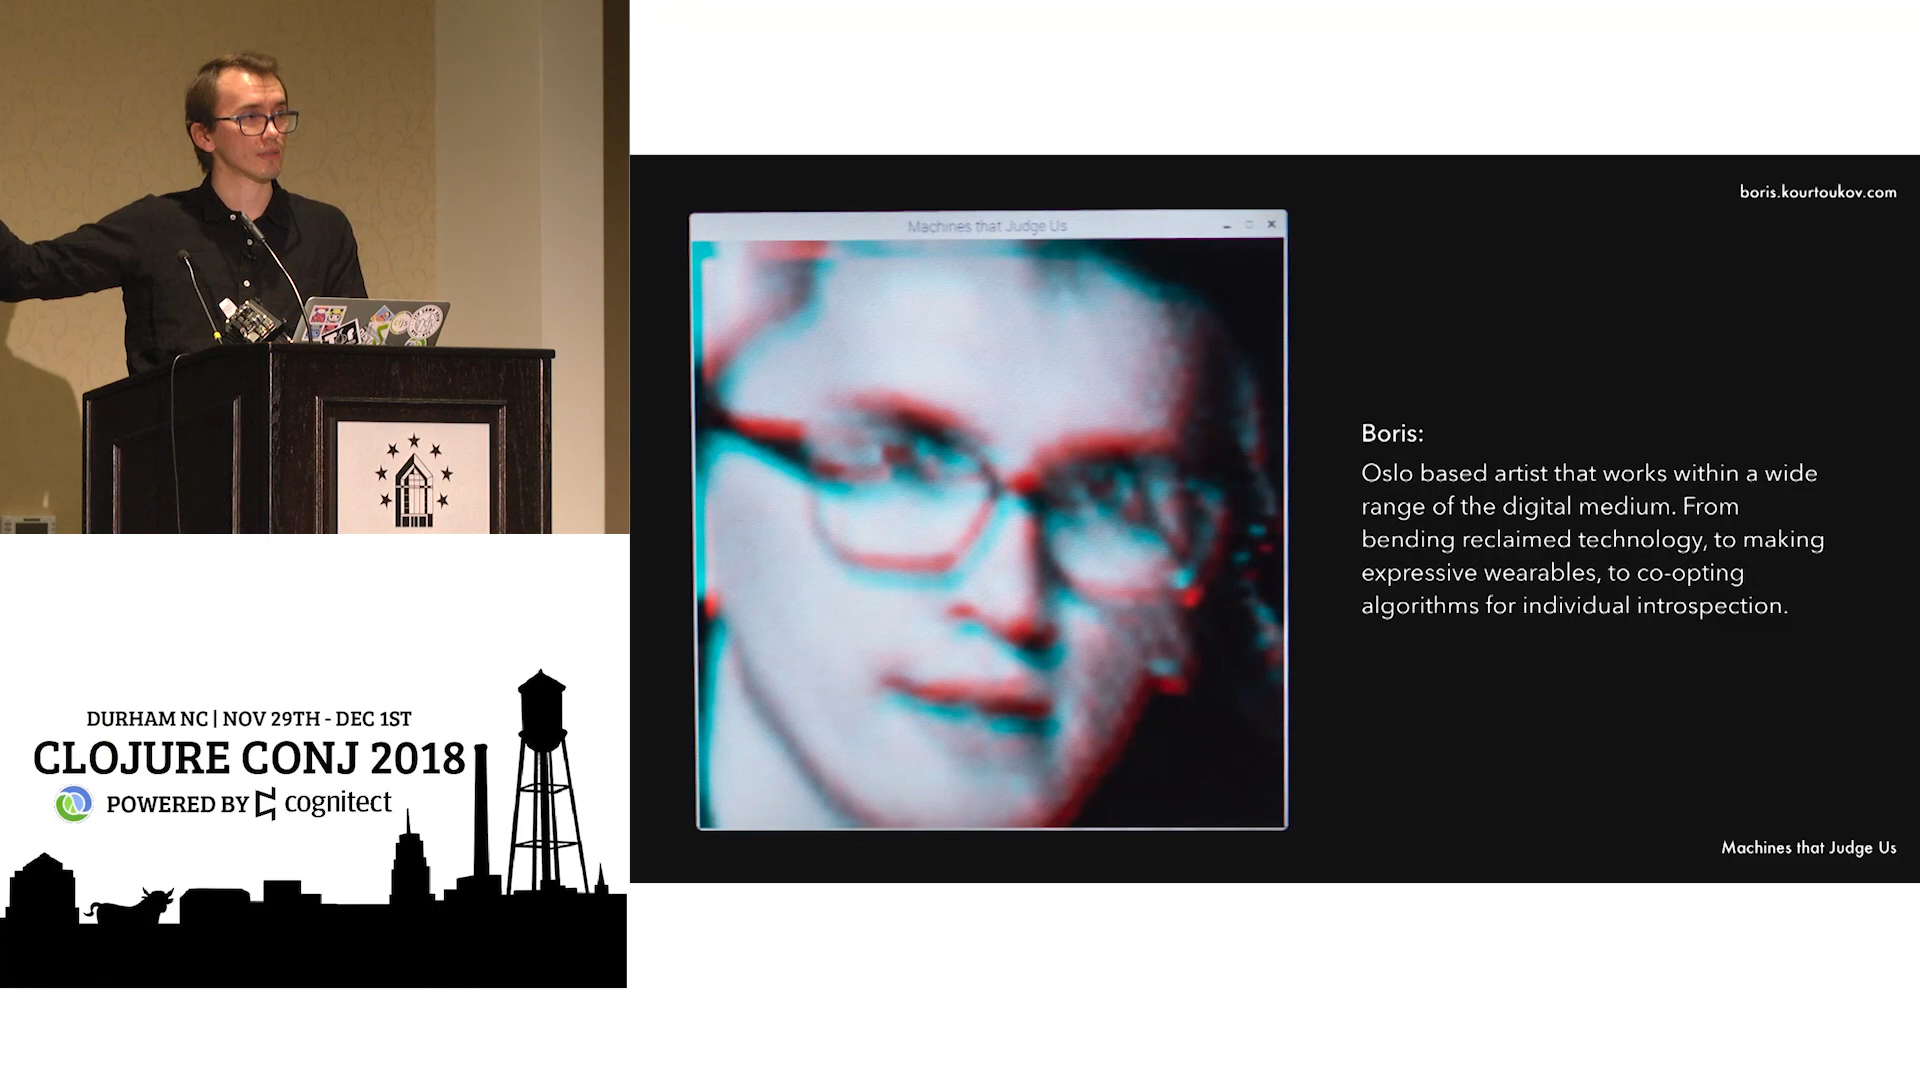 boris.kourtoukov.com
Machines that Judge Us
Boris:
Oslo based artist that works within a wide
range of the digital medium. From
bending reclaimed technology, to making
expressive wearables, to co-opting
algorithms for individual introspection.
Machines that Judge Us
DURHAM NC | NOV 29TH - DEC 1ST
CLOJURE CONJ 2018
POWERED BY cognitect